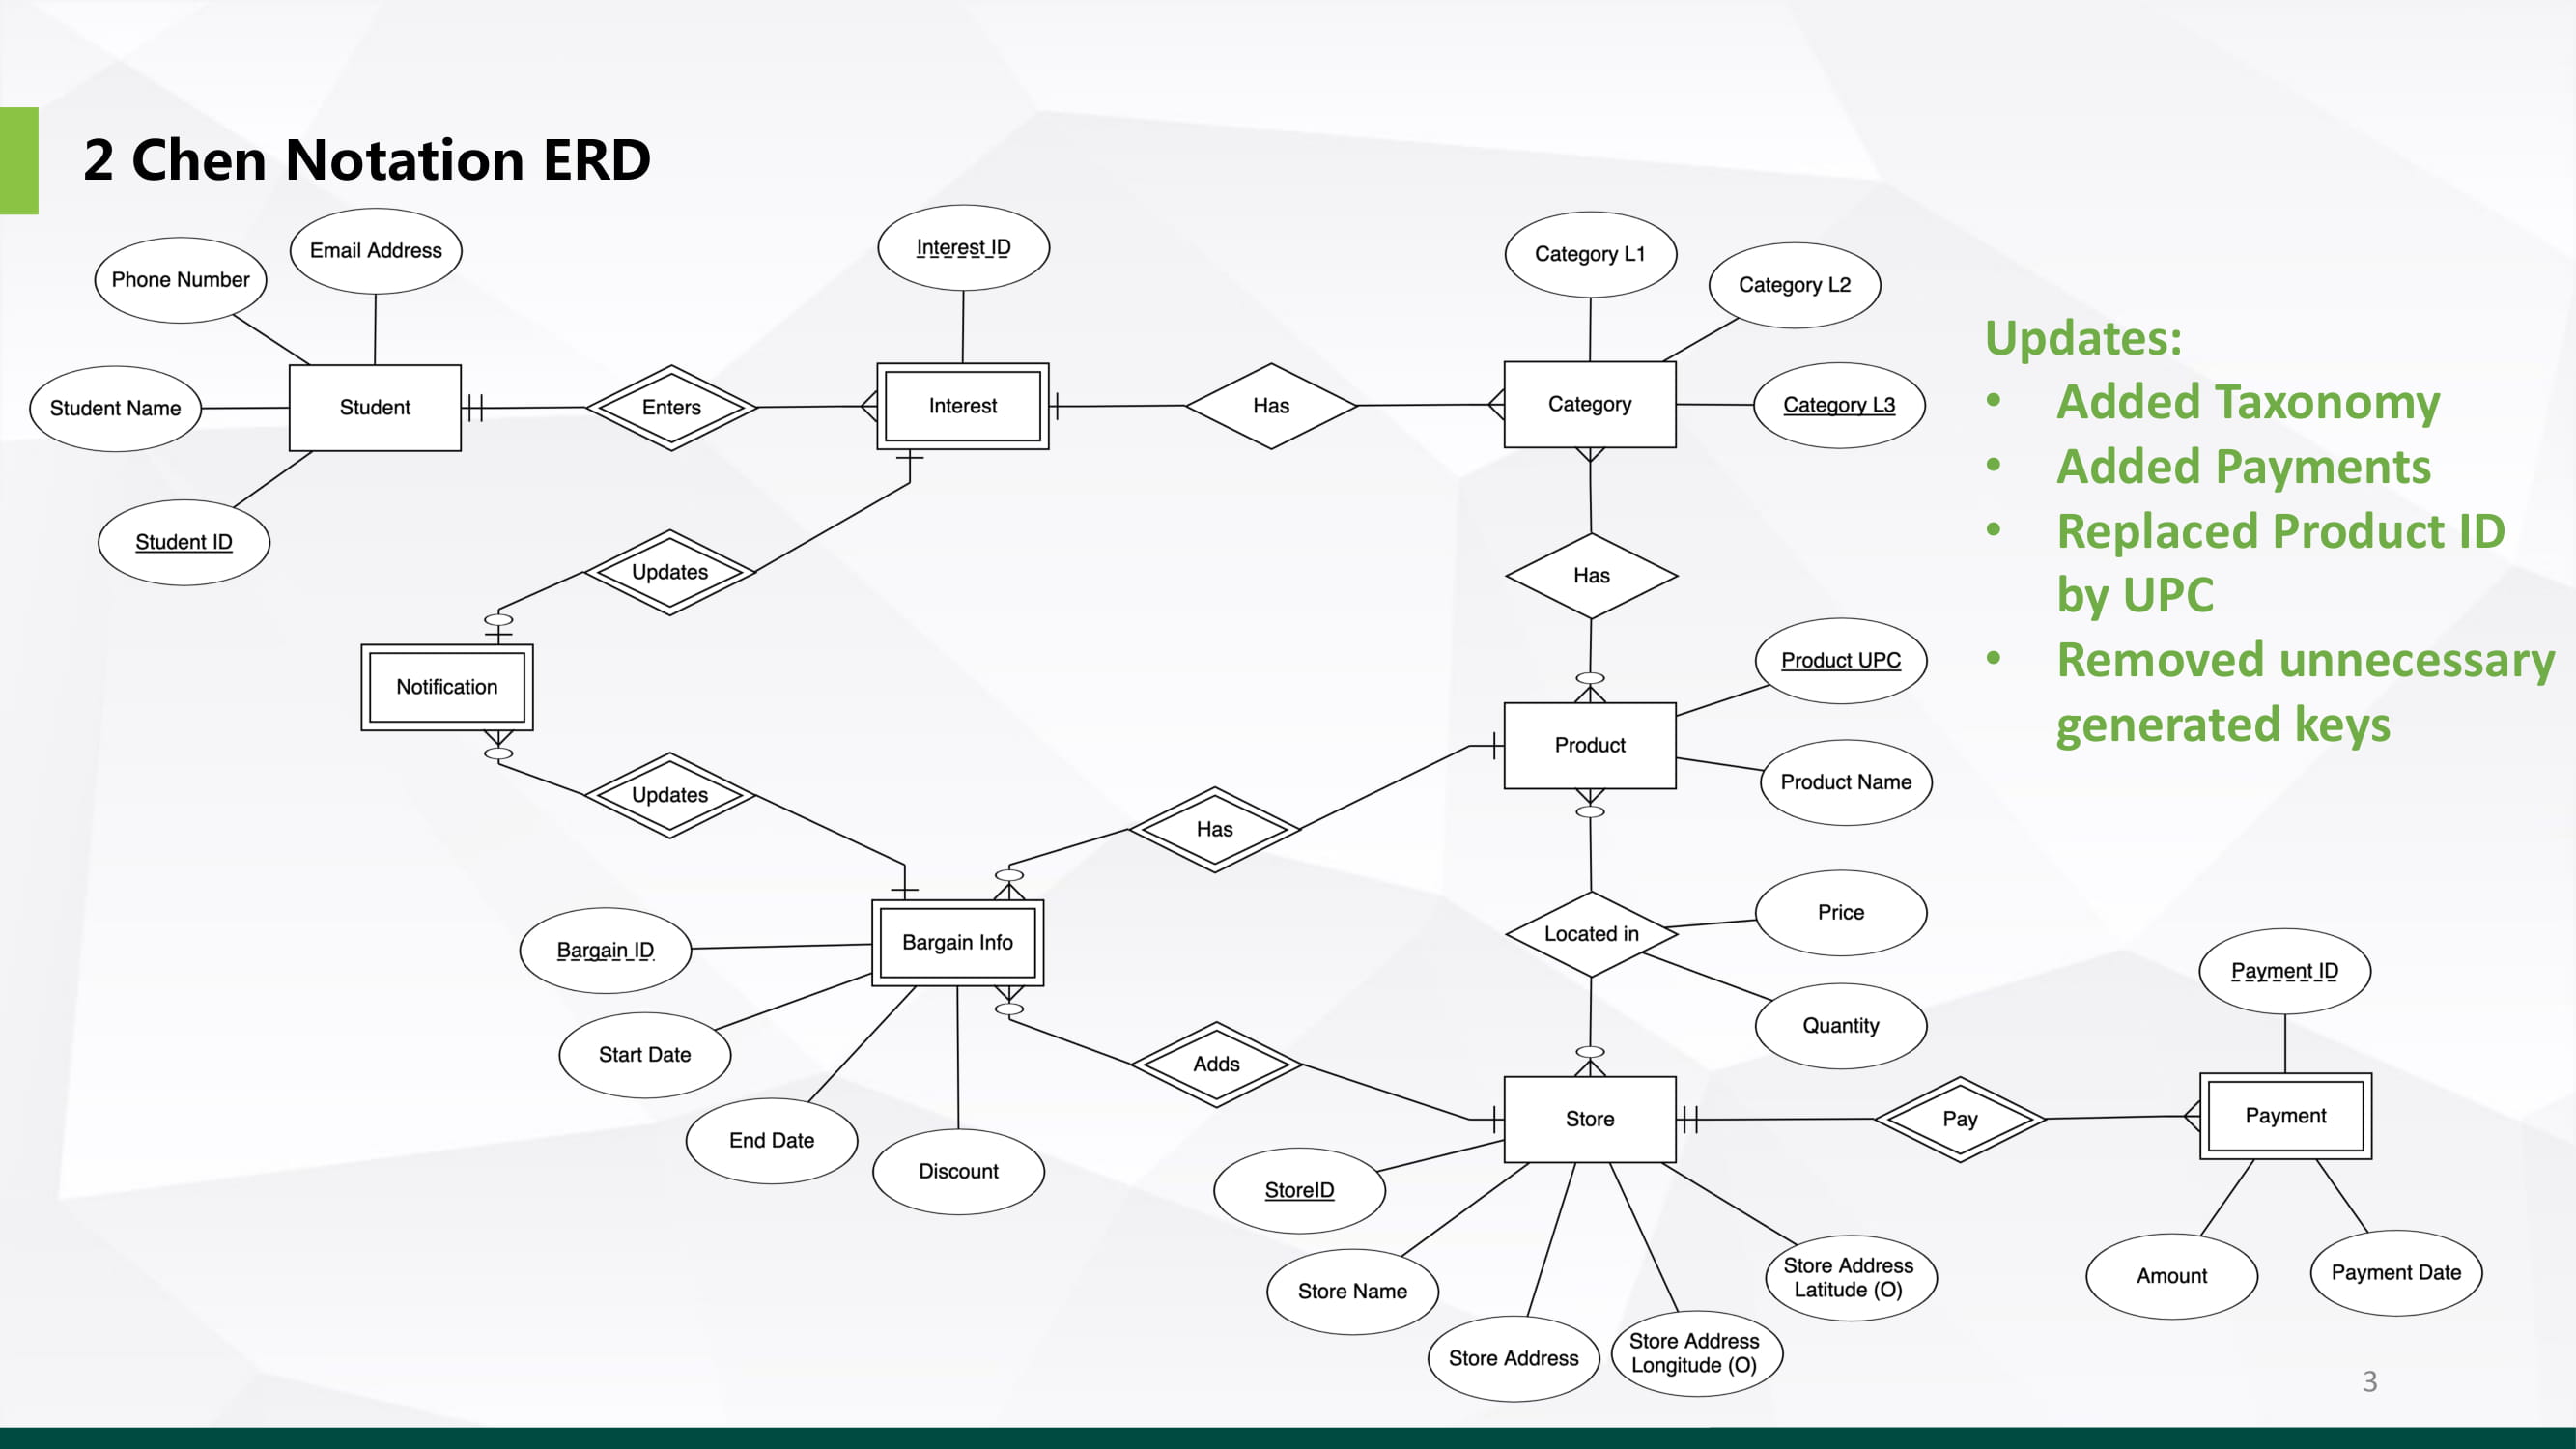 2 Chen Notation ERD
Email Address
Phone Number
Student Name
Student
Student ID
Enters
Interest ID
Interest
Has
Category L1
Category L2
Category L3
Category
Updates
Notification
Updates
Has
Product UPC
Product
Product Name
Has
Located in
Price
Quantity
Bargain ID
Bargain Info
Start Date
End Date
Discount
Adds
Store
StoreID
Store Name
Store Address
Store Address
Longitude (O)
Store Address
Latitude (O)
Pay
Payment ID
Payment
Amount
Payment Date
Updates:
• Added Taxonomy
• Added Payments
• Replaced Product ID
by UPC
• Removed unnecessary
generated keys
3